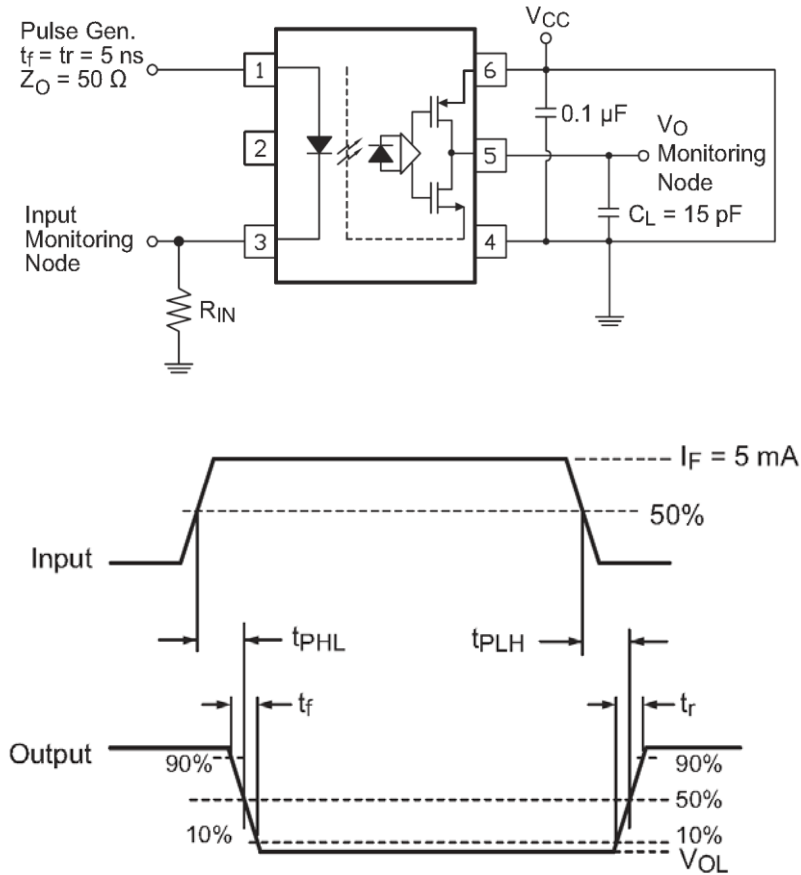 Pulse Gen.
tf = tr = 5 ns
ZO = 50 Ω
VCC
1
6
0.1 µF
VO
Monitoring
Node
2
5
Input
Monitoring
Node
3
4
CL = 15 pF
RIN
IF = 5 mA
50%
Input
tPHL
tPLH
tf
tr
Output
90%
90%
50%
10%
10%
VOL